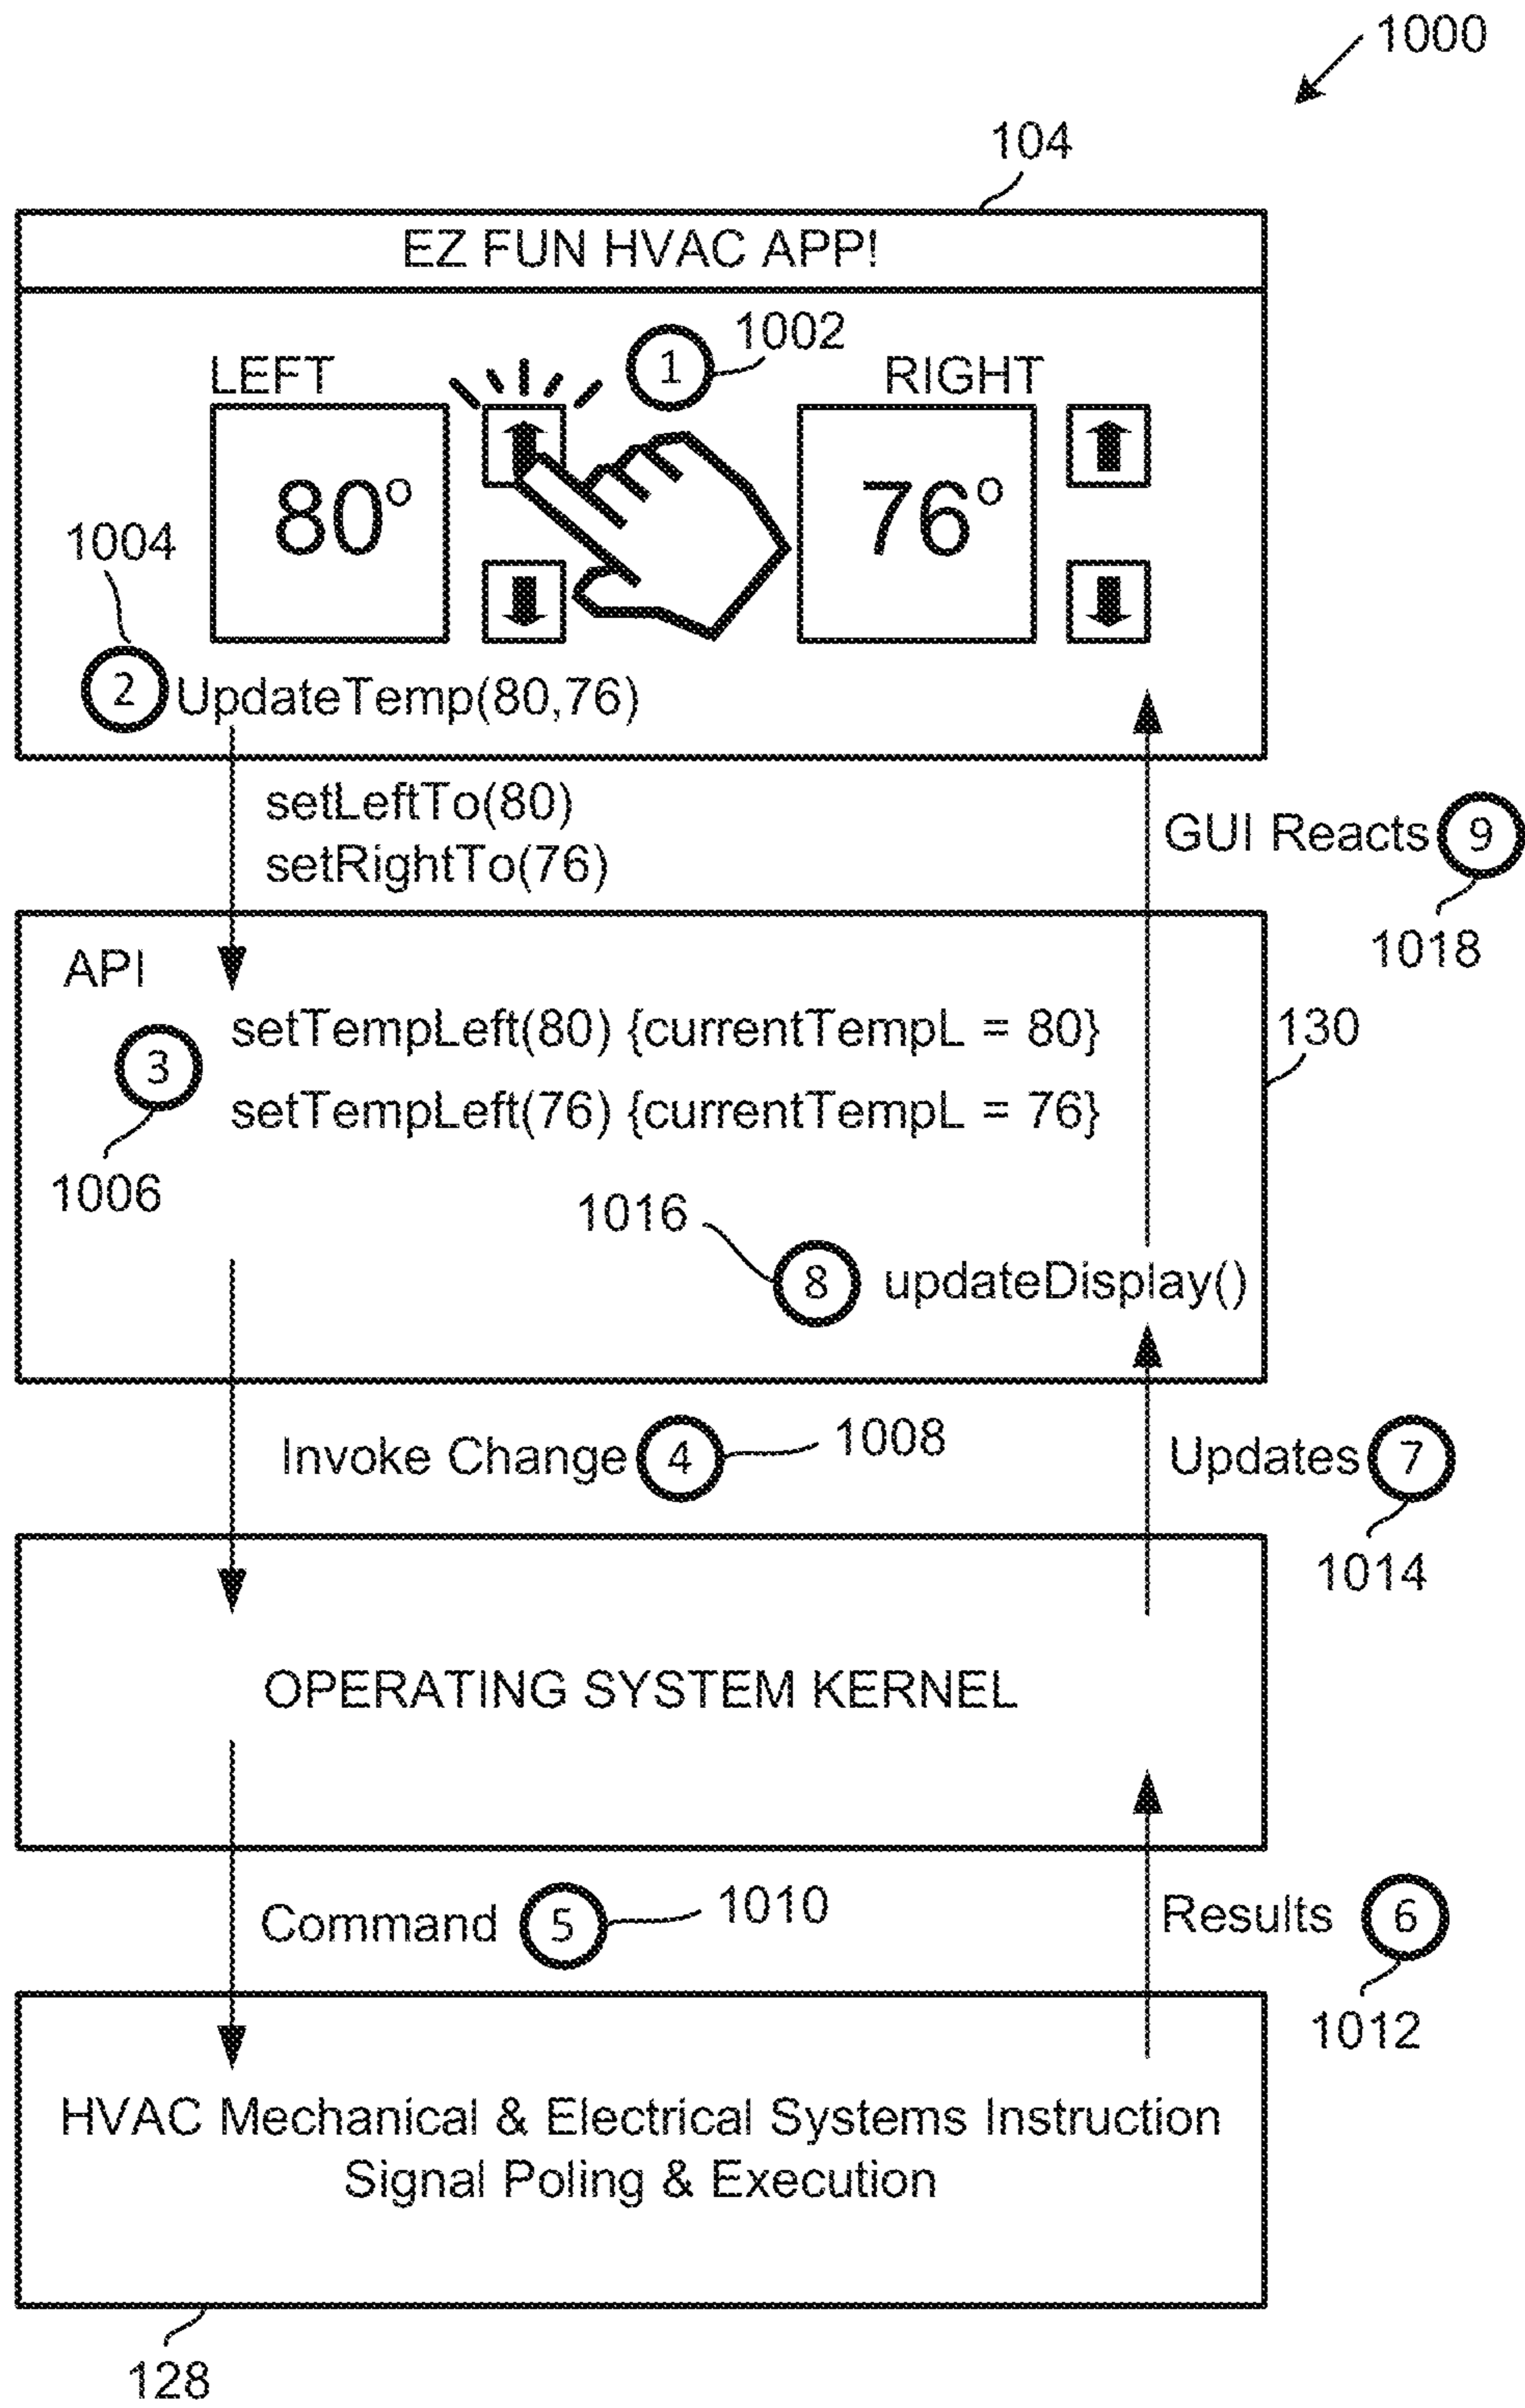 1000
104
EZ FUN HVAC APP!
1 1002
LEFT
RIGHT
80°
76°
1004
2 UpdateTemp(80,76)
setLeftTo(80)
setRightTo(76)
GUI Reacts 9
1018
API
130
3
setTempLeft(80) {currentTempL = 80}
setTempLeft(76) {currentTempL = 76}
1006
1016
8 updateDisplay()
Invoke Change 4 1008
Updates 7
1014
OPERATING SYSTEM KERNEL
Command 5 1010
Results 6
1012
HVAC Mechanical & Electrical Systems Instruction
Signal Poling & Execution
128